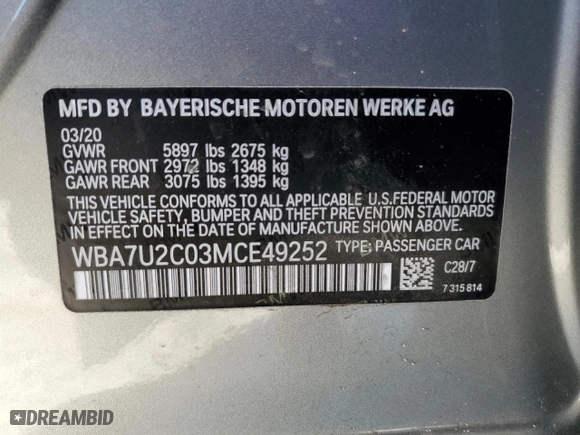 MFD BY BAYERISCHE MOTOREN WERKE AG
03/20
GVWR 5897 lbs 2675 kg
GAWR FRONT 2972 lbs 1348 kg
GAWR REAR 3075 lbs 1395 kg
THIS VEHICLE CONFORMS TO ALL APPLICABLE U.S.FEDERAL MOTOR
VEHICLE SAFETY, BUMPER AND THEFT PREVENTION STANDARDS
IN EFFECT ON THE DATE OF MANUFACTURE SHOWN ABOVE.
WBA7U2C03MCE49252 TYPE: PASSENGER CAR
C28/7
7 315 814
DREAMBID